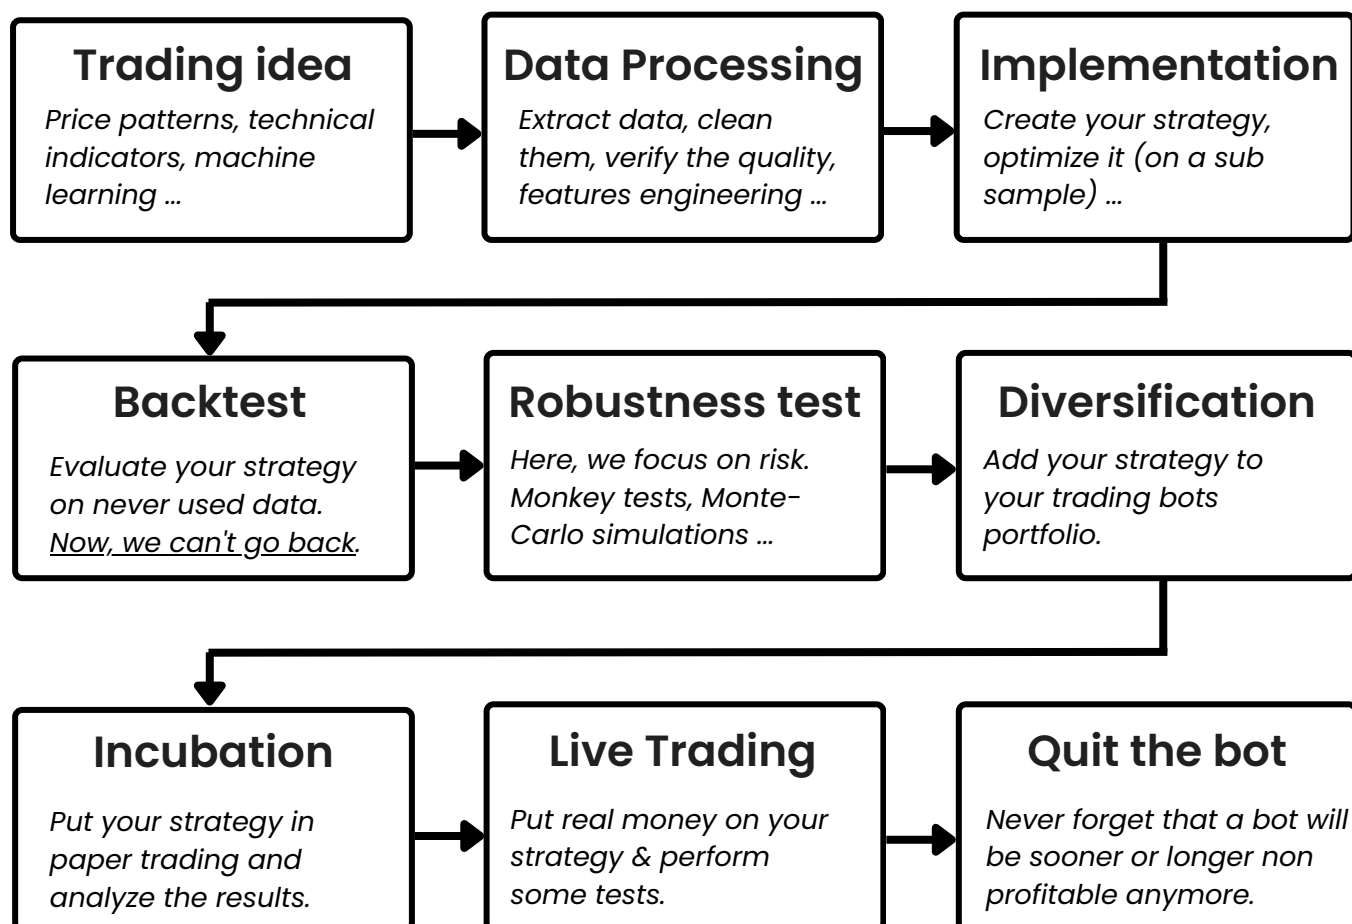 Trading idea
Price patterns, technical
indicators, machine
learning ...
Data Processing
Extract data, clean
them, verify the quality,
features engineering ...
Implementation
Create your strategy,
optimize it (on a sub
sample) ...
Backtest
Evaluate your strategy
on never used data.
Now, we can't go back.
Robustness test
Here, we focus on risk.
Monkey tests, Monte-
Carlo simulations ...
Diversification
Add your strategy to
your trading bots
portfolio.
Incubation
Put your strategy in
paper trading and
analyze the results.
Live Trading
Put real money on your
strategy & perform
some tests.
Quit the bot
Never forget that a bot will
be sooner or longer non
profitable anymore.